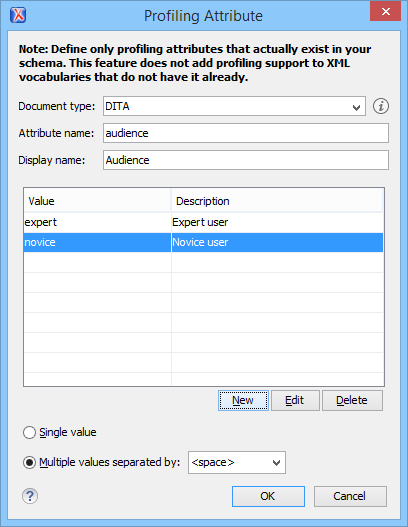 Profiling Attribute
Note: Define only profiling attributes that actually exist in your
schema. This feature does not add profiling support to XML
vocabularies that do not have it already.
Document type: DITA
Attribute name: audience
Display name: Audience
Value Description
expert Expert user
novice Novice user
New Edit Delete
Single value
Multiple values separated by: <space>
OK Cancel